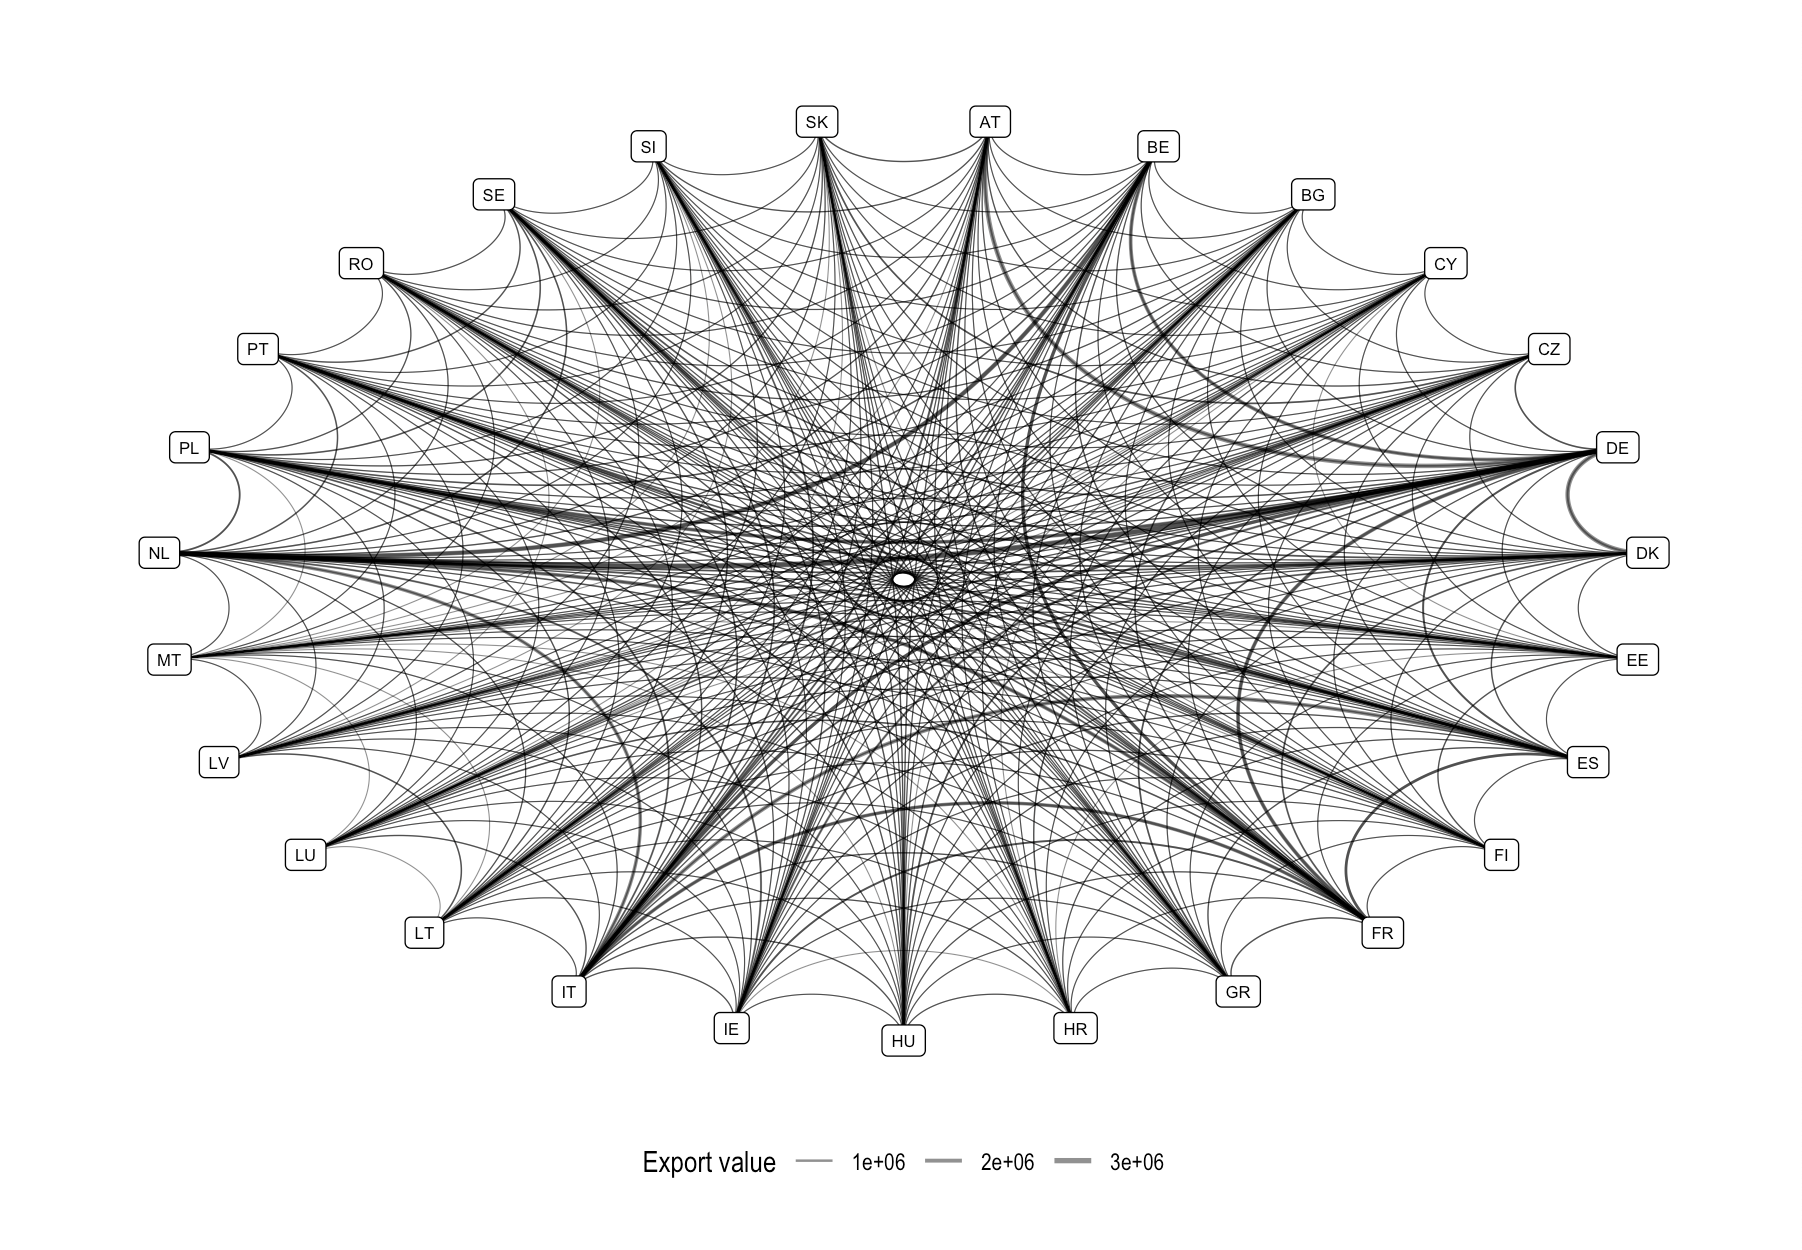 SK
AT
SI
BE
SE
BG
RO
CY
PT
CZ
PL
DE
NL
DK
MT
EE
LV
ES
LU
FI
LT
FR
IT
GR
IE
HR
HU
Export value 1e+06 2e+06 3e+06